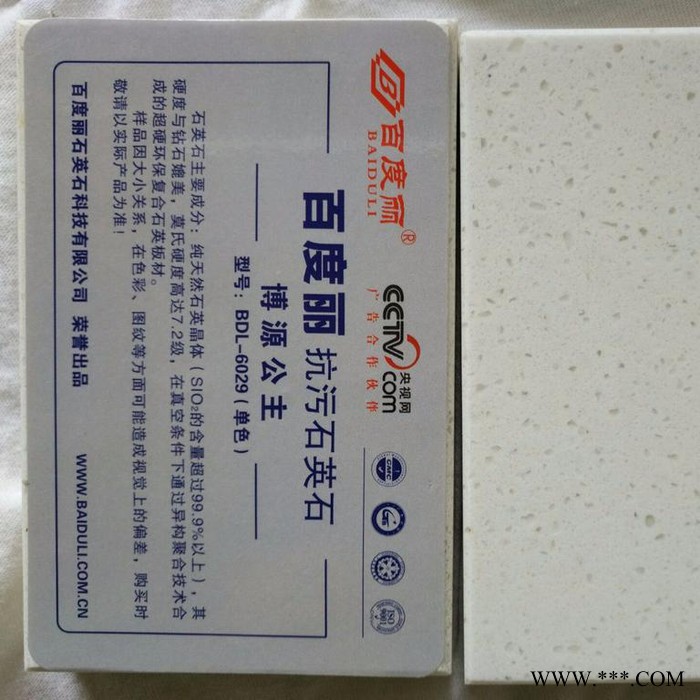 百度丽®
BAIDULI
CCTV.com 央视网
广告合作伙伴
CMC
ISO 9001
百度丽 抗污石英石
博源公主
型号：BDL-6029（单色）
石英石主要成分：纯天然石英晶体（SIO₂的含量超过99.9%以上），其
硬度与钻石媲美，莫氏硬度高达7.2级，在真空条件下通过异构聚合技术合
成的超硬环保复合石英板材。
样品因大小关系，在色彩、图纹等方面可能造成视觉上的偏差，购买时
敬请以实际产品为准！
百度丽石英石科技有限公司 荣誉出品
WWW.BAIDULI.COM.CN
WWW.***.COM